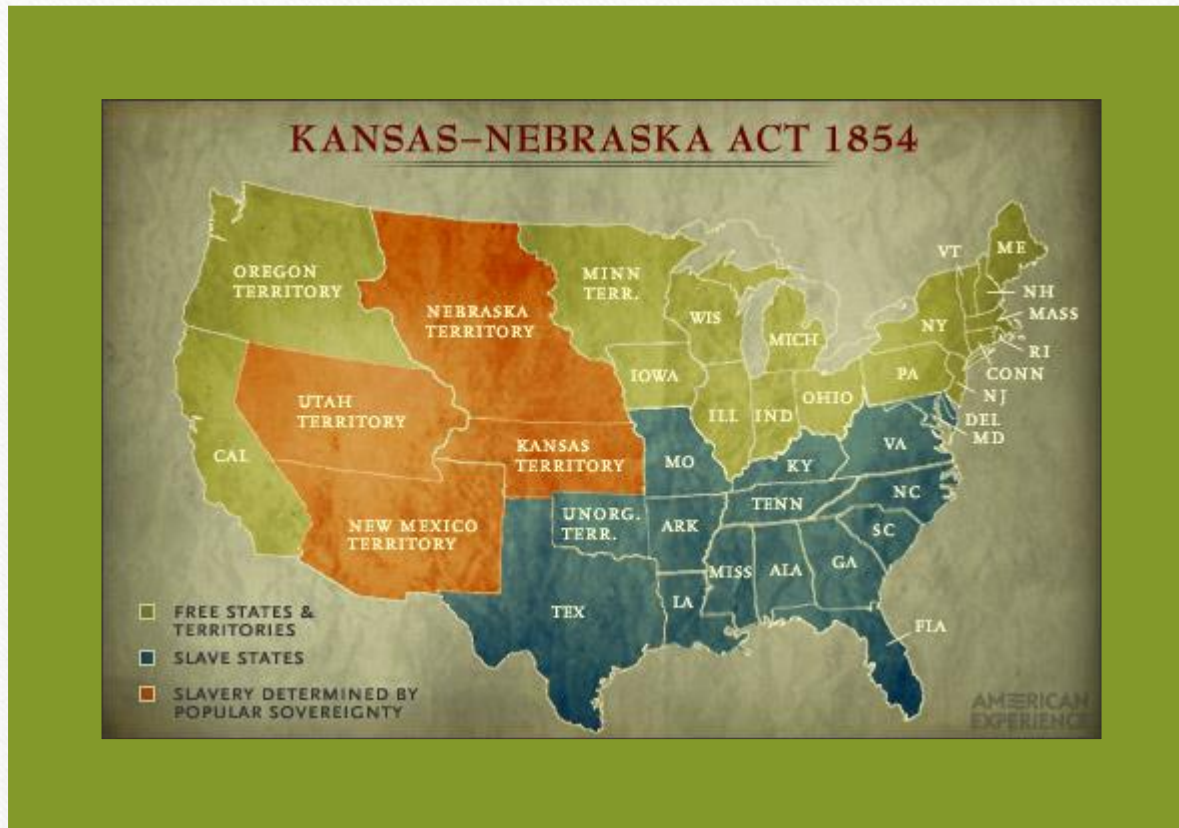 KANSAS–NEBRASKA ACT 1854
OREGON
TERRITORY
NEBRASKA
TERRITORY
MINN
TERR.
WIS
MICH
VT
ME
NH
MASS
NY
RI
CONN
NJ
PA
IOWA
ILL
IND
OHIO
DEL
MD
UTAH
TERRITORY
CAL
KANSAS
TERRITORY
MO
KY
VA
NEW MEXICO
TERRITORY
UNORG.
TERR.
ARK
TENN
NC
SC
TEX
LA
MISS
ALA
GA
FLA
FREE STATES &
TERRITORIES
SLAVE STATES
SLAVERY DETERMINED BY
POPULAR SOVEREIGNTY
AMERICAN
EXPERIENCE